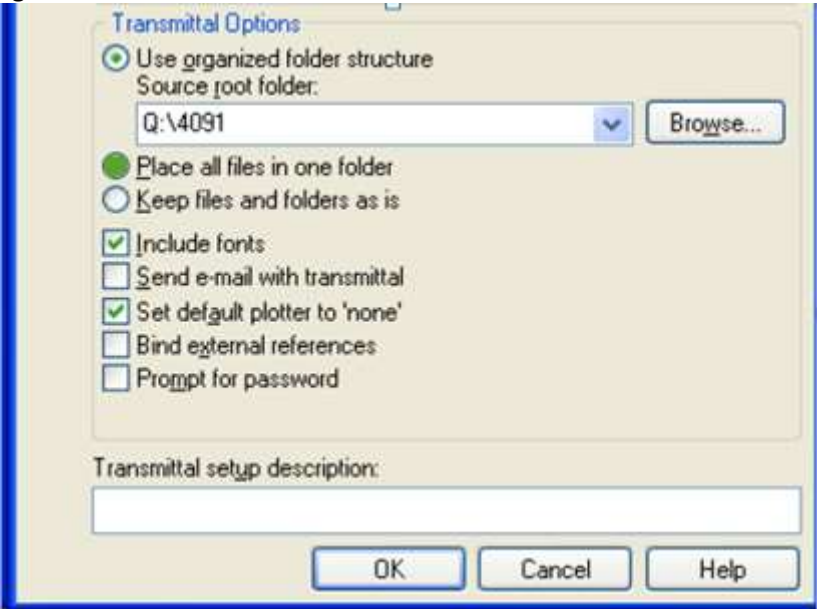 Transmittal Options
Use organized folder structure
Source root folder:
Q:\4091
Browse...
Place all files in one folder
Keep files and folders as is
Include fonts
Send e-mail with transmittal
Set default plotter to 'none'
Bind external references
Prompt for password
Transmittal setup description:
OK Cancel Help